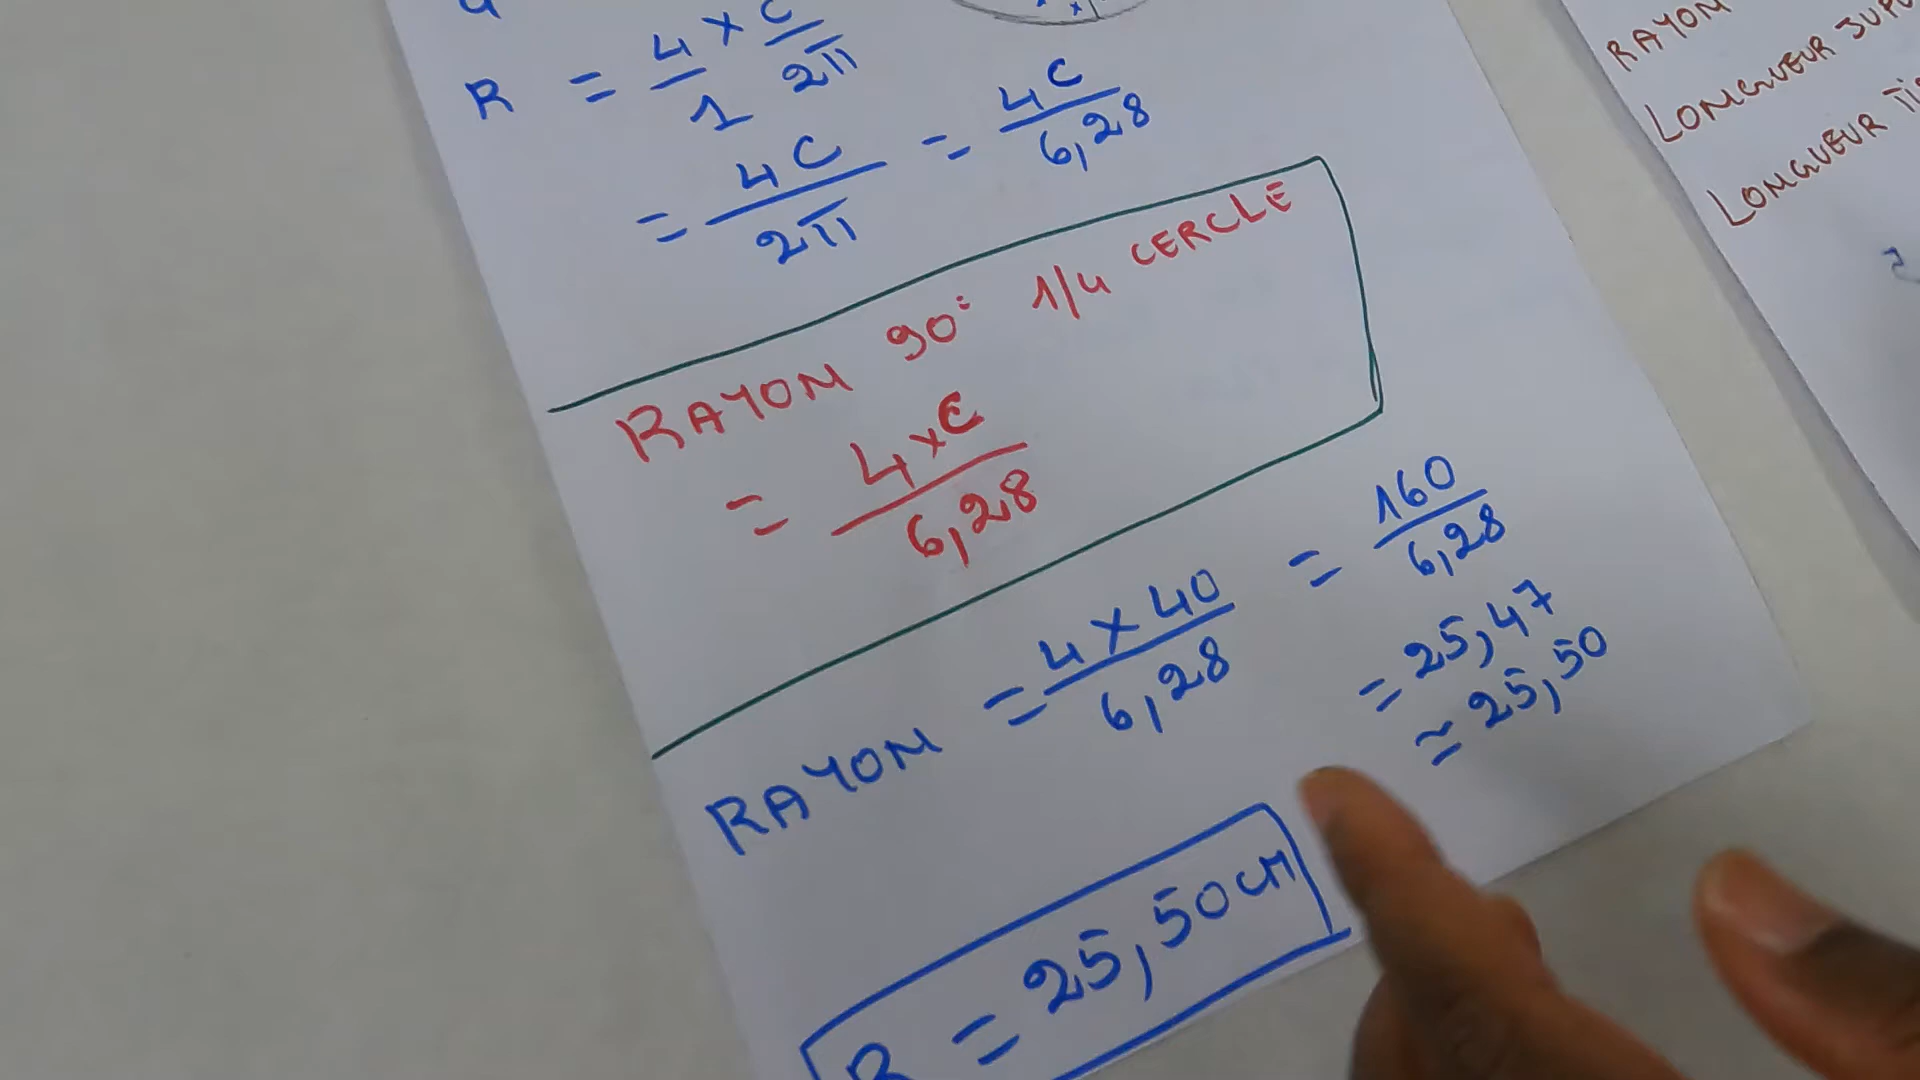 R = 4/1 × C/2π
= 4C/2π = 4C/6,28
RAYON 90° 1/4 CERCLE
= 4×C/6,28
RAYON = 4 × 40/6,28 = 160/6,28
= 25,47
≃ 25,50
R = 25,50 cm
RAYON
LONGUEUR JUPE
LONGUEUR